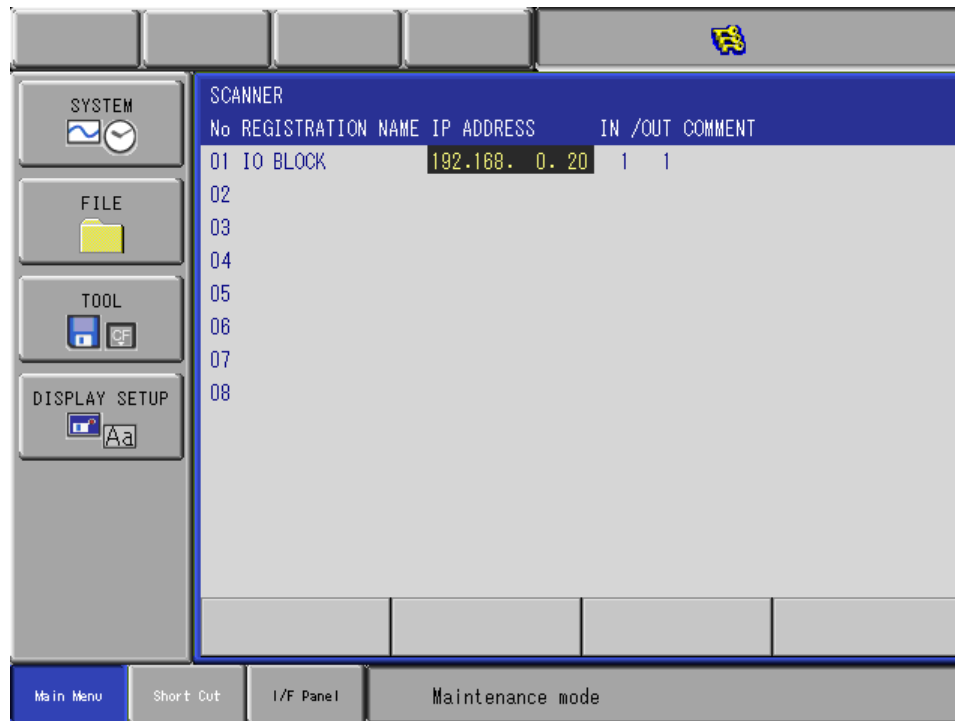 SYSTEM
FILE
TOOL
CF
DISPLAY SETUP
Aa
SCANNER
No REGISTRATION NAME IP ADDRESS IN /OUT COMMENT
01 IO BLOCK 192.168. 0. 20 1 1
02
03
04
05
06
07
08
Main Menu Short Cut I/F Panel Maintenance mode